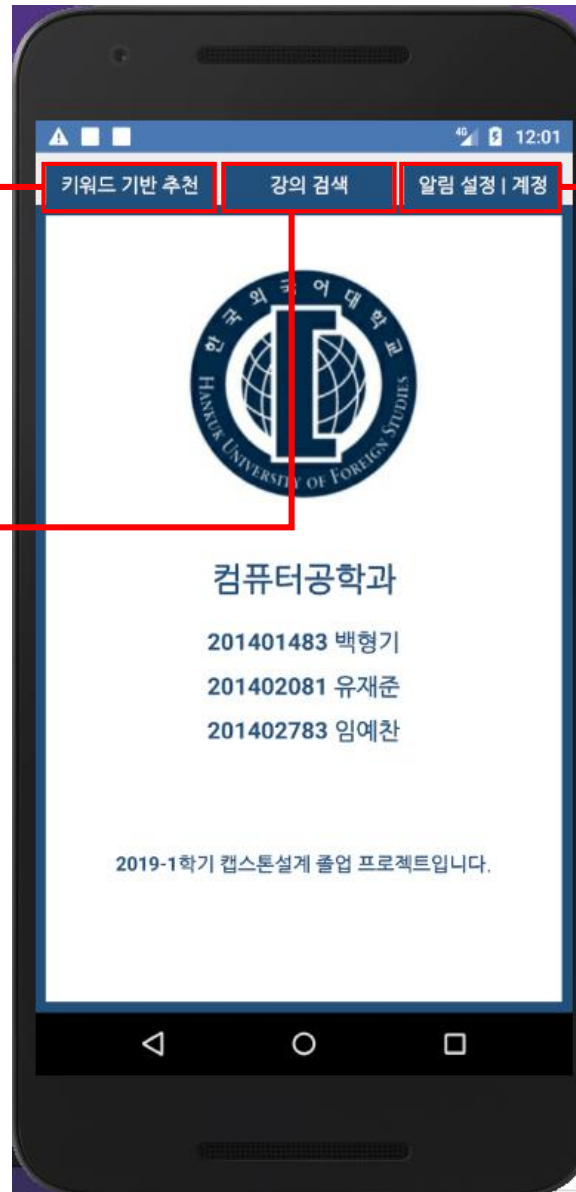 4G 12:01
키워드 기반 추천 강의 검색 알림 설정 | 계정
한국외국어대학교
HANKUK UNIVERSITY OF FOREIGN STUDIES
컴퓨터공학과
201401483 백형기
201402081 유재준
201402783 임예찬
2019-1학기 캡스톤설계 졸업 프로젝트입니다.